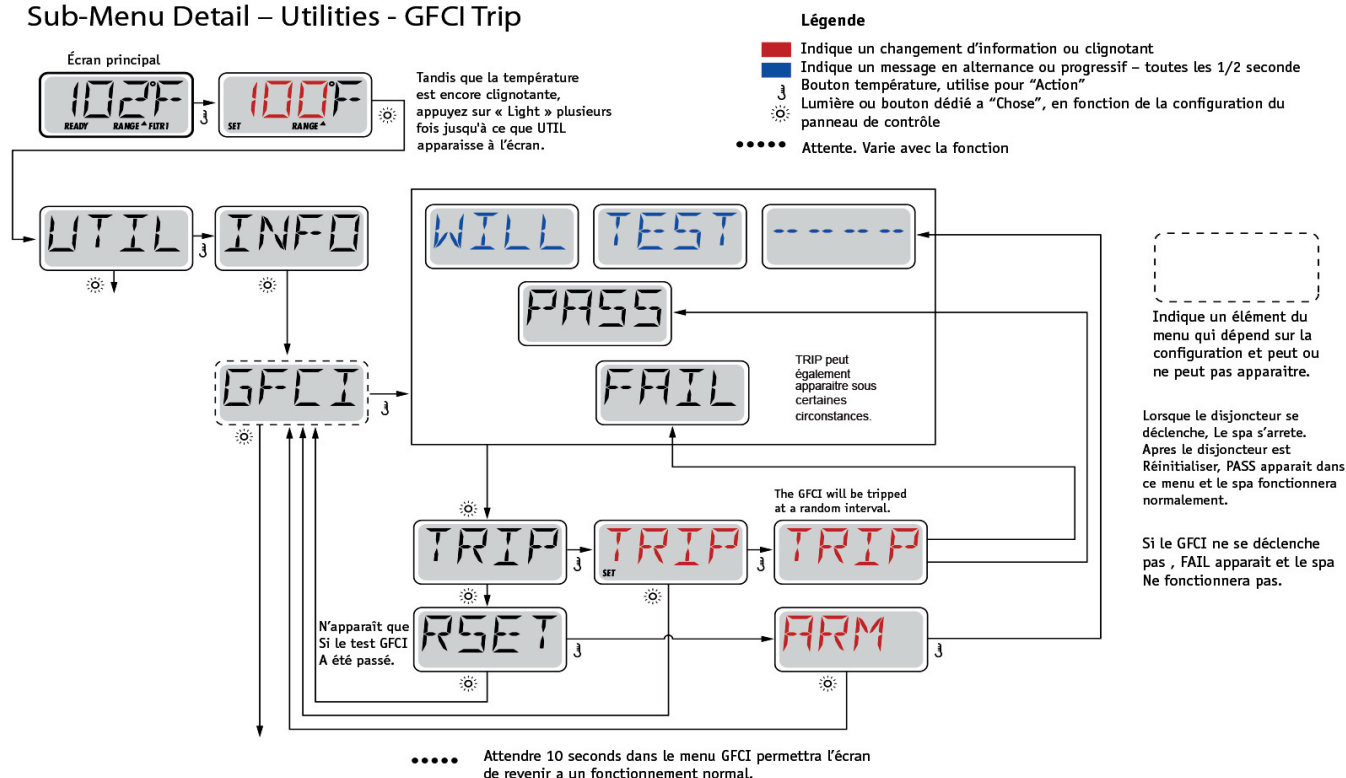 Sub-Menu Detail – Utilities - GFCI Trip
Légende
Indique un changement d’information ou clignotant
Indique un message en alternance ou progressif – toutes les 1/2 seconde
Bouton température, utilise pour “Action”
Lumière ou bouton dédié a “Chose”, en fonction de la configuration du
panneau de contrôle
Attente. Varie avec la fonction
Écran principal
102°F
READY RANGE FLTR1
100°F
SET RANGE
Tandis que la température
est encore clignotante,
appuyez sur « Light » plusieurs
fois jusqu'à ce que UTIL
apparaisse à l’écran.
UTIL
INFO
WILL
TEST
-- -- -- --
PASS
GFCI
FAIL
TRIP peut
également
apparaitre sous
certaines
circonstances.
Indique un élément du
menu qui dépend sur la
configuration et peut ou
ne peut pas apparaitre.
Lorsque le disjoncteur se
déclenche, Le spa s’arrete.
Apres le disjoncteur est
Réinitialiser, PASS apparait dans
ce menu et le spa fonctionnera
normalement.
Si le GFCI ne se déclenche
pas , FAIL apparait et le spa
Ne fonctionnera pas.
The GFCI will be tripped
at a random interval.
TRIP
TRIP
SET
TRIP
N’apparaît que
Si le test GFCI
A été passé.
RSET
ARM
Attendre 10 seconds dans le menu GFCI permettra l’écran
de revenir a un fonctionnement normal.